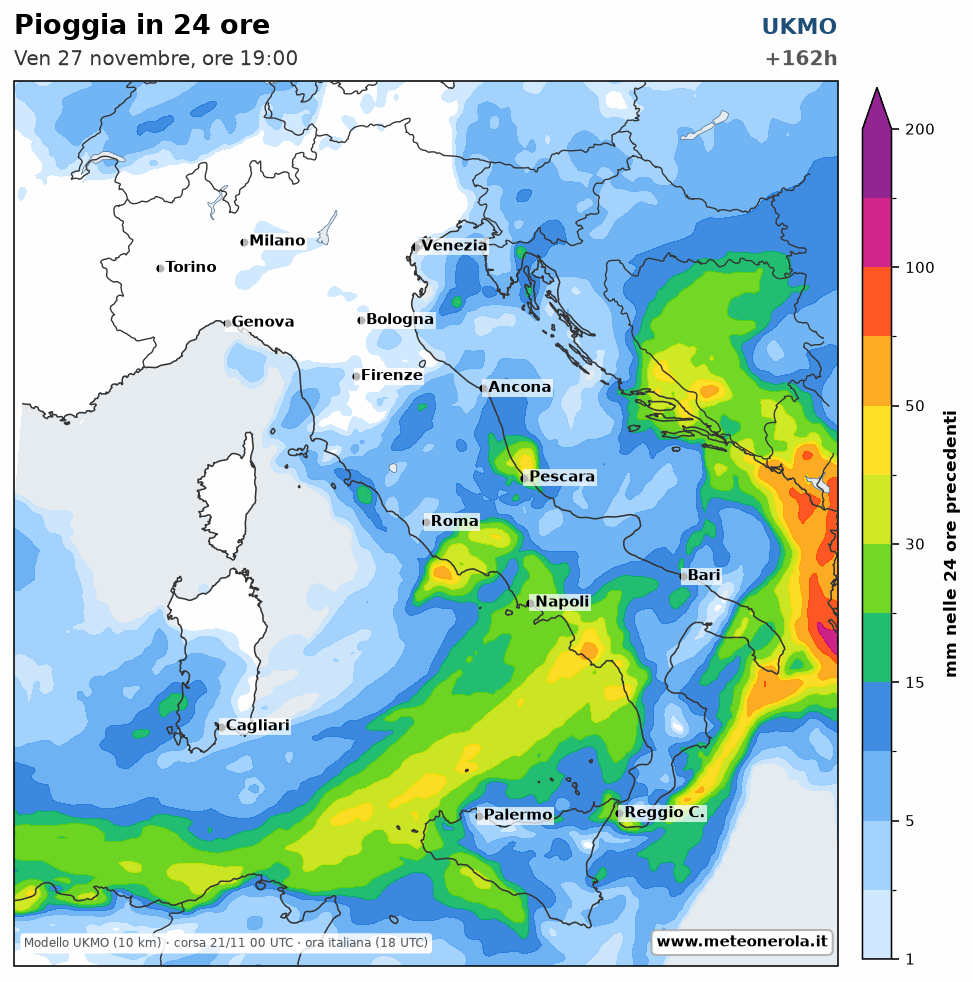 Pioggia in 24 ore
UKMO
Ven 27 novembre, ore 19:00
+162h
Milano
Venezia
Torino
Genova
Bologna
Firenze
Ancona
Pescara
Roma
Bari
Napoli
Cagliari
Palermo
Reggio C.
Modello UKMO (10 km) · corsa 21/11 00 UTC · ora italiana (18 UTC)
www.meteonerola.it
200
100
50
30
15
5
1
mm nelle 24 ore precedenti